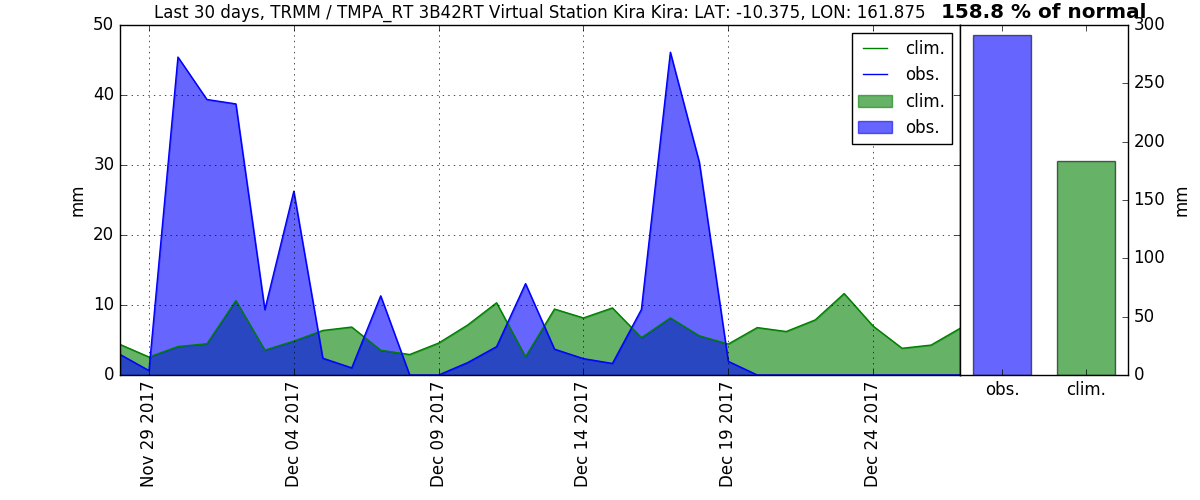 Last 30 days, TRMM / TMPA_RT 3B42RT Virtual Station Kira Kira: LAT: -10.375, LON: 161.875
158.8 % of normal
50
40
30
20
10
0
mm
clim.
obs.
clim.
obs.
Nov 29 2017
Dec 04 2017
Dec 09 2017
Dec 14 2017
Dec 19 2017
Dec 24 2017
300
250
200
150
100
50
0
mm
obs.
clim.